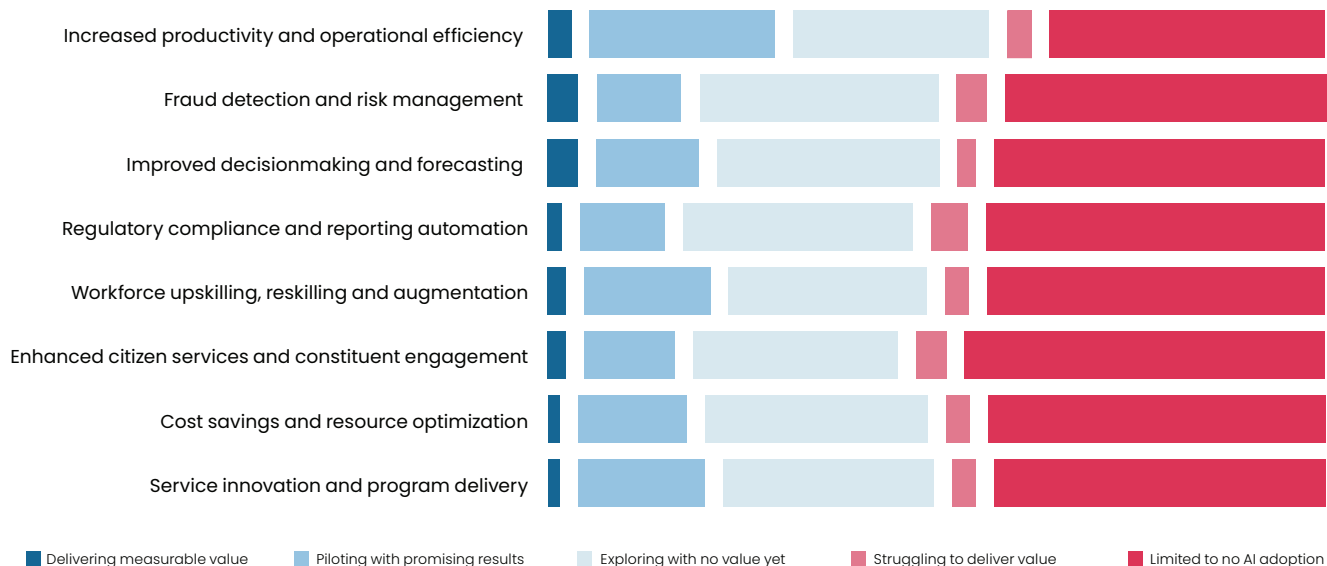 Increased productivity and operational efficiency
Fraud detection and risk management
Improved decisionmaking and forecasting
Regulatory compliance and reporting automation
Workforce upskilling, reskilling and augmentation
Enhanced citizen services and constituent engagement
Cost savings and resource optimization
Service innovation and program delivery
Delivering measurable value
Piloting with promising results
Exploring with no value yet
Struggling to deliver value
Limited to no AI adoption